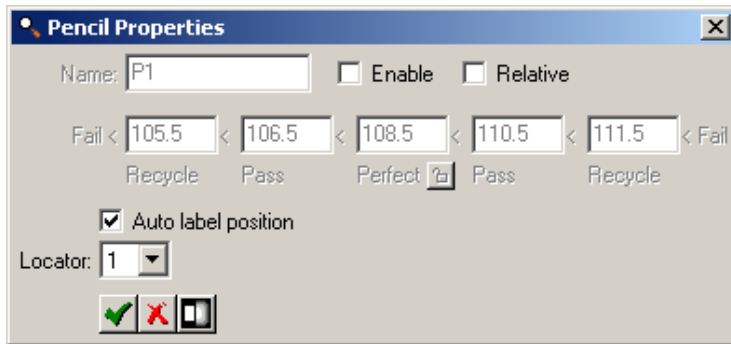 Pencil Properties
Name: P1 Enable Relative
Fail < 105.5 < 106.5 < 108.5 < 110.5 < 111.5 < Fail
Recycle Pass Perfect Pass Recycle
Auto label position
Locator: 1